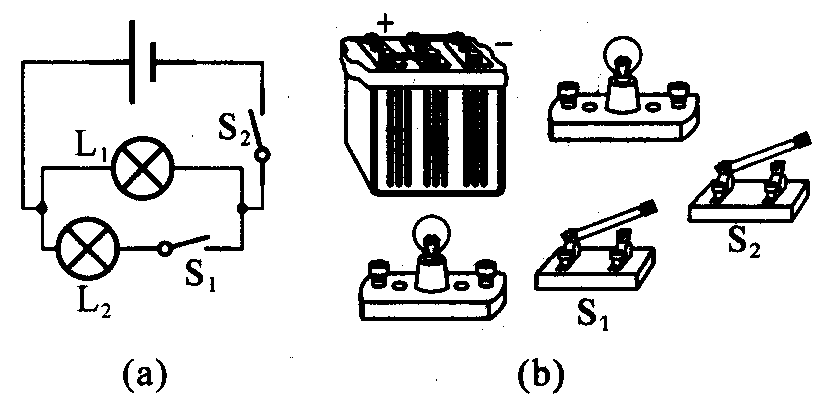 +
−
L₁
S₂
L₂
S₁
S₁
S₂
(a)
(b)